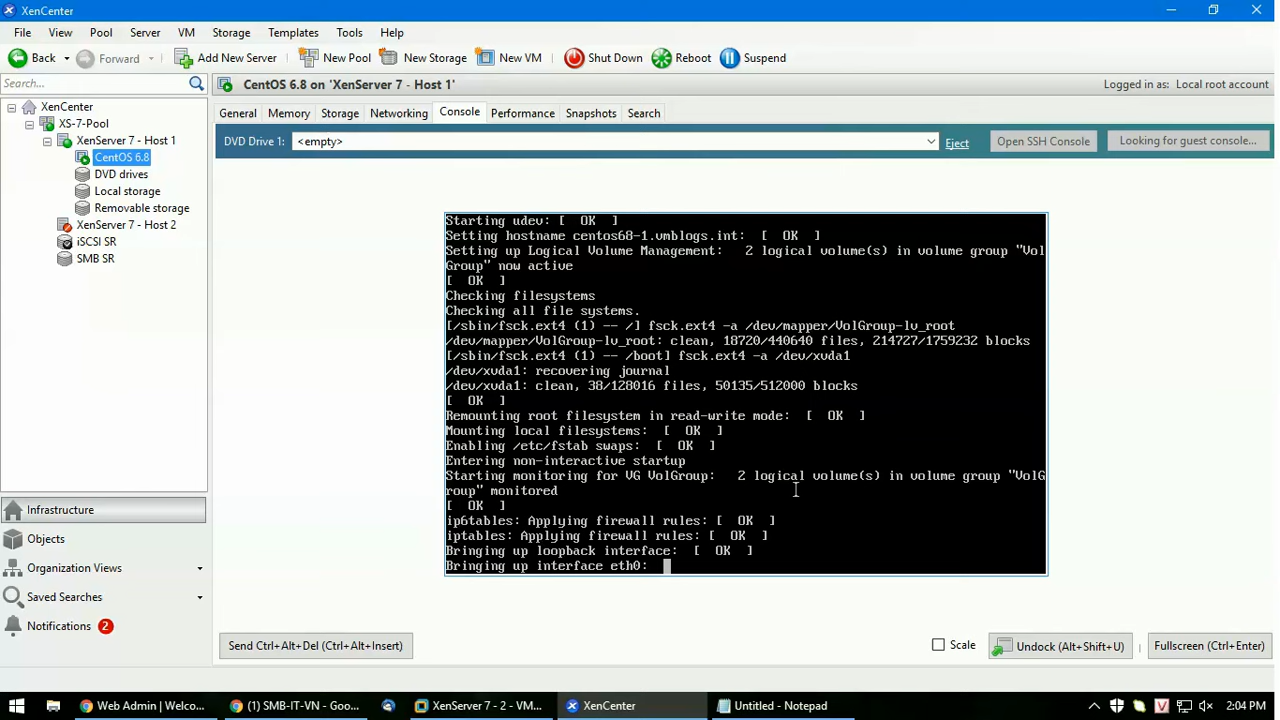 XenCenter
File View Pool Server VM Storage Templates Tools Help
Back Forward Add New Server New Pool New Storage New VM Shut Down Reboot Suspend
Search...
CentOS 6.8 on 'XenServer 7 - Host 1'
Logged in as: Local root account
XenCenter
XS-7-Pool
XenServer 7 - Host 1
CentOS 6.8
DVD drives
Local storage
Removable storage
XenServer 7 - Host 2
iSCSI SR
SMB SR
General Memory Storage Networking Console Performance Snapshots Search
DVD Drive 1: <empty> Eject Open SSH Console Looking for guest console...
Starting udev: [  OK  ]
Setting hostname centos68-1.vmblogs.int:  [  OK  ]
Setting up Logical Volume Management:   2 logical volume(s) in volume group "Vol
Group" now active
[  OK  ]
Checking filesystems
Checking all file systems.
[/sbin/fsck.ext4 (1) -- /] fsck.ext4 -a /dev/mapper/VolGroup-lv_root
/dev/mapper/VolGroup-lv_root: clean, 18720/440640 files, 214727/1759232 blocks
[/sbin/fsck.ext4 (1) -- /boot] fsck.ext4 -a /dev/xvda1
/dev/xvda1: recovering journal
/dev/xvda1: clean, 38/128016 files, 50135/512000 blocks
[  OK  ]
Remounting root filesystem in read-write mode:  [  OK  ]
Mounting local filesystems:  [  OK  ]
Enabling /etc/fstab swaps:  [  OK  ]
Entering non-interactive startup
Starting monitoring for VG VolGroup:   2 logical volume(s) in volume group "VolG
roup" monitored
[  OK  ]
ip6tables: Applying firewall rules: [  OK  ]
iptables: Applying firewall rules: [  OK  ]
Bringing up loopback interface:  [  OK  ]
Bringing up interface eth0:
Infrastructure
Objects
Organization Views
Saved Searches
Notifications 2
Send Ctrl+Alt+Del (Ctrl+Alt+Insert)
Scale
Undock (Alt+Shift+U)
Fullscreen (Ctrl+Enter)
Web Admin | Welco... (1) SMB-IT-VN - Goo... XenServer 7 - 2 - VM... XenCenter Untitled - Notepad V 2:04 PM